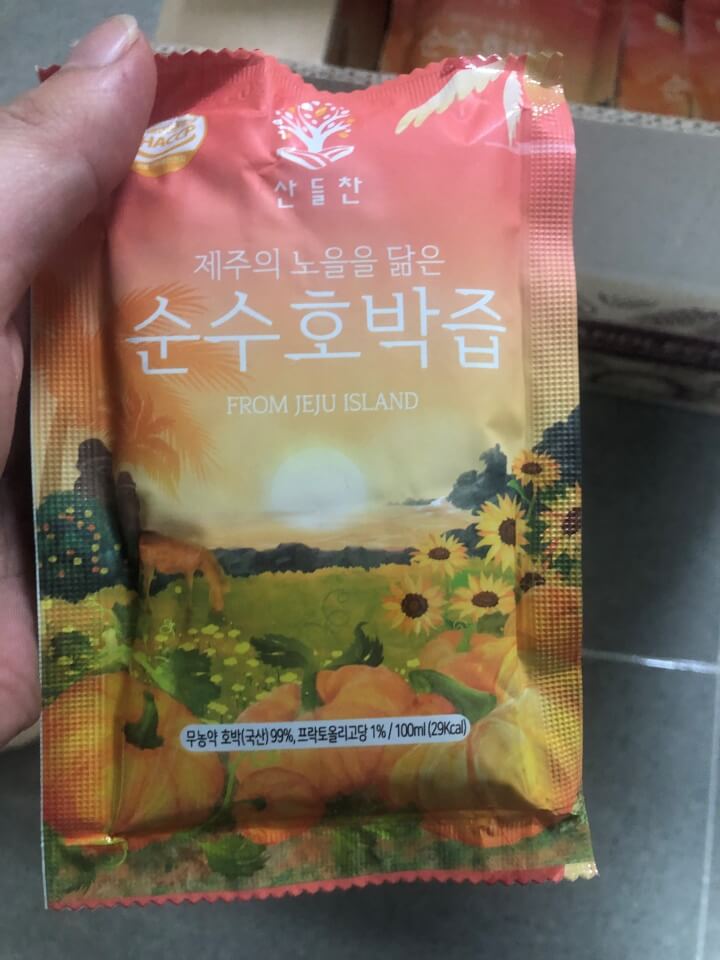 HACCP
산들찬
제주의 노을을 닮은
순수호박즙
FROM JEJU ISLAND
무농약 호박(국산) 99%, 프락토올리고당 1% / 100ml (29Kcal)